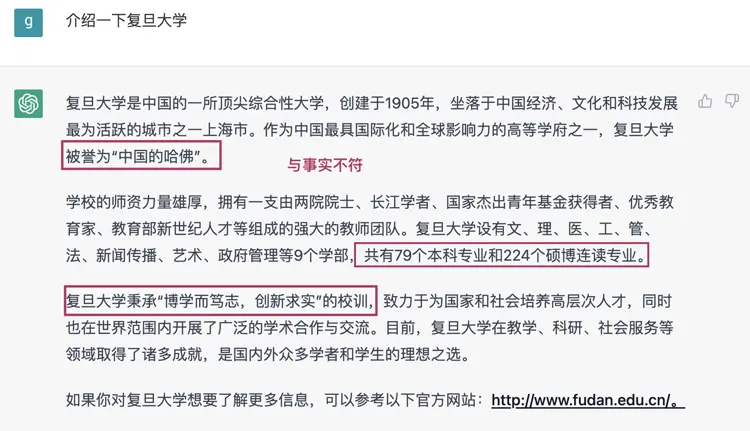 g
介绍一下复旦大学
复旦大学是中国的一所顶尖综合性大学，创建于1905年，坐落于中国经济、文化和科技发展
最为活跃的城市之一上海市。作为中国最具国际化和全球影响力的高等学府之一，复旦大学
被誉为“中国的哈佛”。
与事实不符
学校的师资力量雄厚，拥有一支由两院院士、长江学者、国家杰出青年基金获得者、优秀教
育家、教育部新世纪人才等组成的强大的教师团队。复旦大学设有文、理、医、工、管、
法、新闻传播、艺术、政府管理等9个学部，共有79个本科专业和224个硕博连读专业。
复旦大学秉承“博学而笃志，创新求实”的校训，致力于为国家和社会培养高层次人才，同时
也在世界范围内开展了广泛的学术合作与交流。目前，复旦大学在教学、科研、社会服务等
领域取得了诸多成就，是国内外众多学者和学生的理想之选。
如果你对复旦大学想要了解更多信息，可以参考以下官方网站：http://www.fudan.edu.cn/。